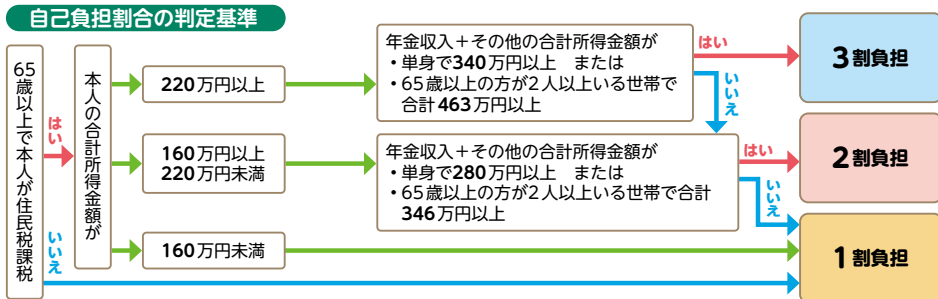 自己負担割合の判定基準
65歳以上で本人が住民税課税
はい
いいえ
本人の合計所得金額が
220万円以上
160万円以上
220万円未満
160万円未満
年金収入+その他の合計所得金額が
・単身で340万円以上 または
・65歳以上の方が2人以上いる世帯で
合計463万円以上
はい
いいえ
年金収入+その他の合計所得金額が
・単身で280万円以上 または
・65歳以上の方が2人以上いる世帯で合計
346万円以上
はい
いいえ
3割負担
2割負担
1割負担